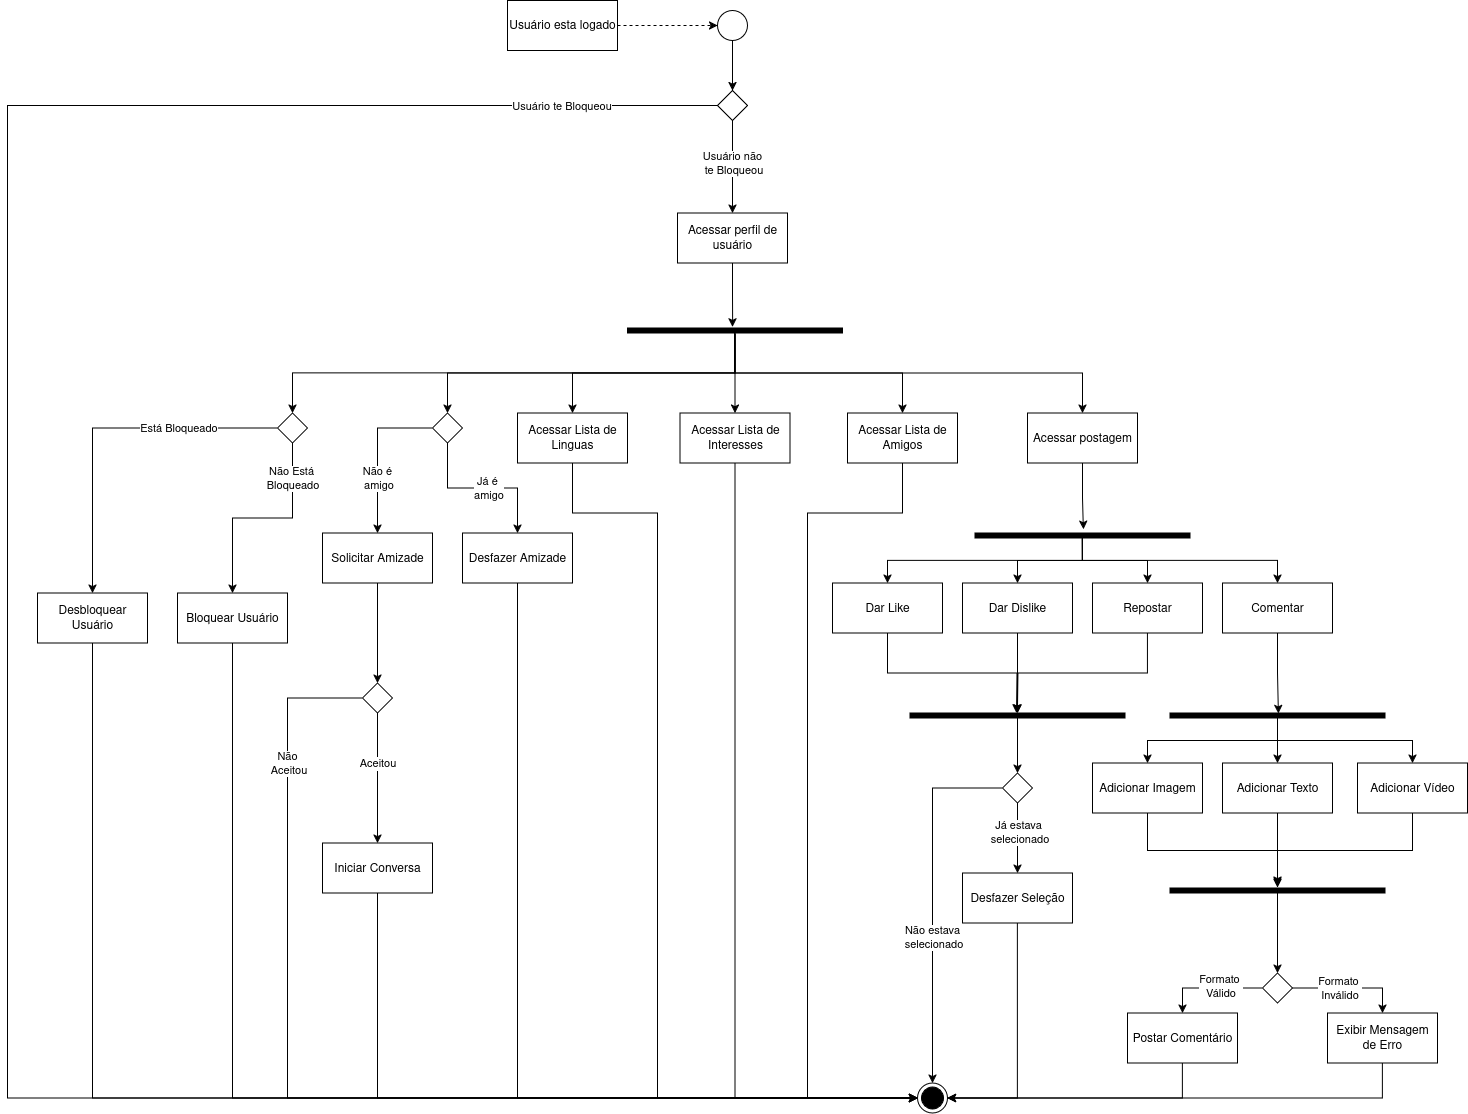 Usuário esta logado
Usuário te Bloqueou
Usuário não
te Bloqueou
Acessar perfil de
usuário
Está Bloqueado
Não Está
Bloqueado
Não é
amigo
Já é
amigo
Acessar Lista de
Linguas
Acessar Lista de
Interesses
Acessar Lista de
Amigos
Acessar postagem
Solicitar Amizade
Desfazer Amizade
Desbloquear
Usuário
Bloquear Usuário
Dar Like
Dar Dislike
Repostar
Comentar
Não
Aceitou
Aceitou
Adicionar Imagem
Adicionar Texto
Adicionar Vídeo
Já estava
selecionado
Iniciar Conversa
Desfazer Seleção
Não estava
selecionado
Formato
Válido
Formato
Inválido
Postar Comentário
Exibir Mensagem
de Erro